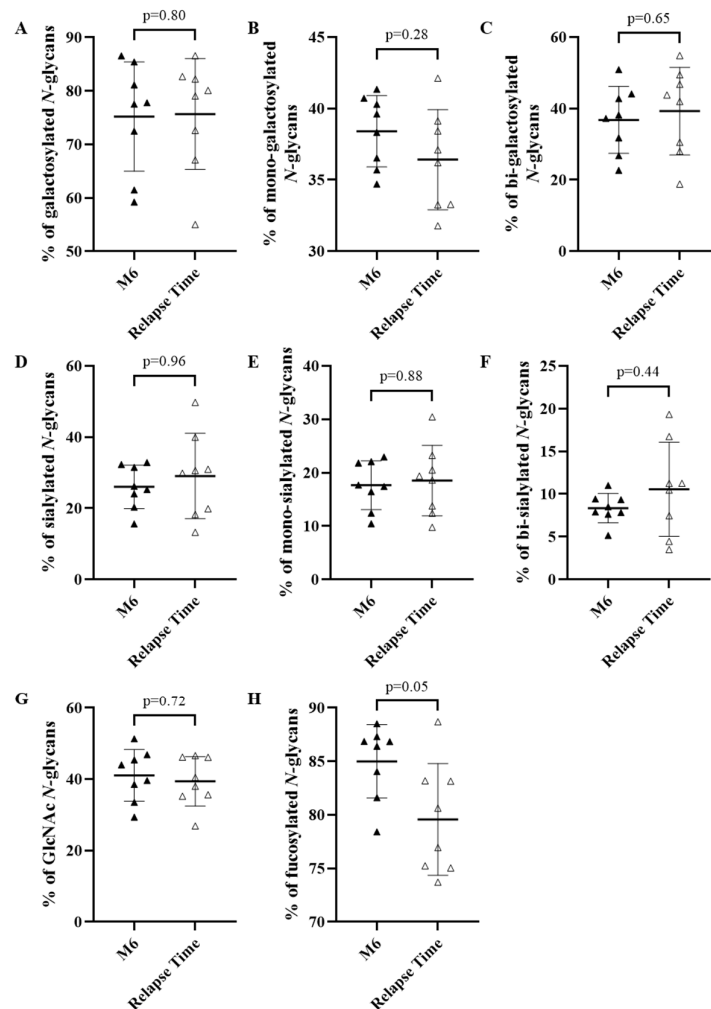 A
p=0.80
% of galactosylated N-glycans
90
80
70
60
50
M6
Relapse Time
B
p=0.28
% of mono-galactosylated
N-glycans
45
40
35
30
M6
Relapse Time
C
p=0.65
% of bi-galactosylated
N-glycans
60
40
20
0
M6
Relapse Time
D
p=0.96
% of sialylated N-glycans
60
40
20
0
M6
Relapse Time
E
p=0.88
% of mono-sialylated N-glycans
40
30
20
10
0
M6
Relapse Time
F
p=0.44
% of bi-sialylated N-glycans
25
20
15
10
5
0
M6
Relapse Time
G
p=0.72
% of GlcNAc N-glycans
60
40
20
0
M6
Relapse Time
H
p=0.05
% of fucosylated N-glycans
90
85
80
75
70
M6
Relapse Time